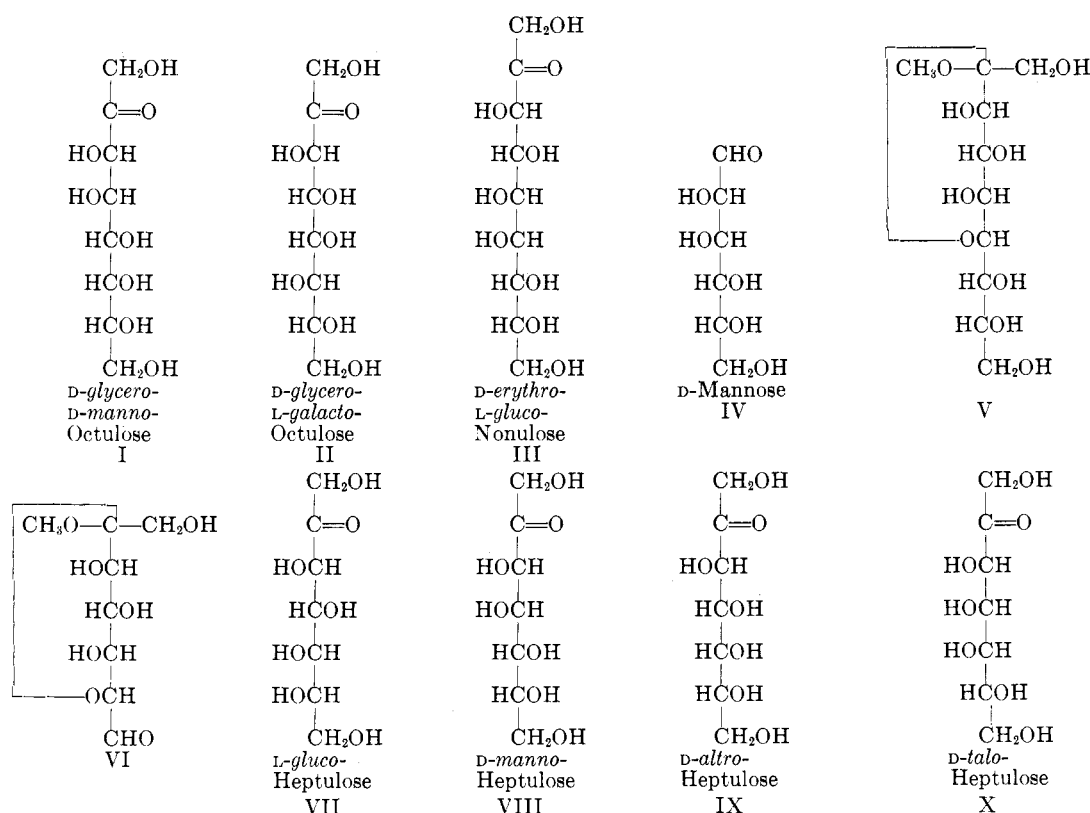 CH₂OH
C=O
HOCH
HOCH
HCOH
HCOH
HCOH
CH₂OH
D-glycero-
D-manno-
Octulose
I
CH₂OH
C=O
HOCH
HCOH
HCOH
HOCH
HCOH
CH₂OH
D-glycero-
L-galacto-
Octulose
II
CH₂OH
C=O
HOCH
HCOH
HOCH
HOCH
HCOH
HCOH
CH₂OH
D-erythro-
L-gluco-
Nonulose
III
CHO
HOCH
HOCH
HCOH
HCOH
CH₂OH
D-Mannose
IV
CH₃O—C—CH₂OH
HOCH
HCOH
HOCH
OCH
HCOH
HCOH
CH₂OH
V
CH₃O—C—CH₂OH
HOCH
HCOH
HOCH
OCH
CHO
VI
CH₂OH
C=O
HOCH
HCOH
HOCH
HOCH
CH₂OH
L-gluco-
Heptulose
VII
CH₂OH
C=O
HOCH
HOCH
HCOH
HCOH
CH₂OH
D-manno-
Heptulose
VIII
CH₂OH
C=O
HOCH
HCOH
HCOH
HCOH
CH₂OH
D-altro-
Heptulose
IX
CH₂OH
C=O
HOCH
HOCH
HOCH
HCOH
CH₂OH
D-talo-
Heptulose
X